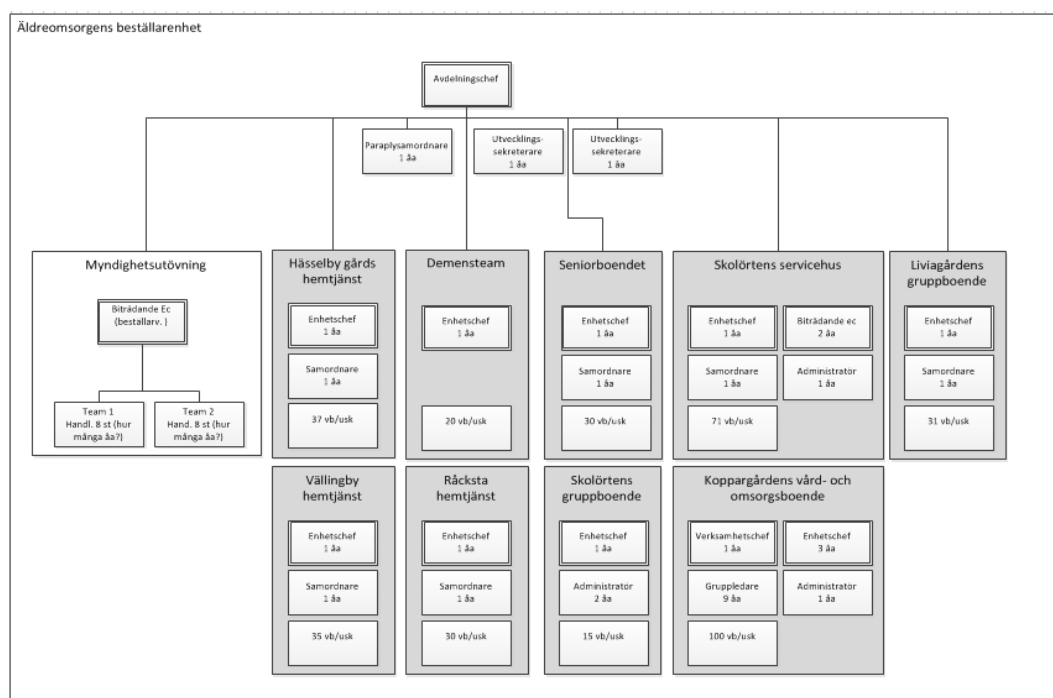 Äldreomsorgens beställarenhet
Avdelningschef
Paraplysamordnare
1 åa
Utvecklings-
sekreterare
1 åa
Utvecklings-
sekreterare
1 åa
Myndighetsutövning
Biträdande Ec
(beställarv. )
Team 1
Handl. 8 st (hur
många åa?)
Team 2
Handl. 8 st (hur
många åa?)
Hässelby gårds
hemtjänst
Enhetschef
1 åa
Samordnare
1 åa
37 vb/usk
Demensteam
Enhetschef
1 åa
20 vb/usk
Seniorboendet
Enhetschef
1 åa
Samordnare
1 åa
30 vb/usk
Skolörtens servicehus
Enhetschef
1 åa
Biträdande ec
2 åa
Samordnare
1 åa
Administratör
1 åa
71 vb/usk
Liviagårdens
gruppboende
Enhetschef
1 åa
Samordnare
1 åa
31 vb/usk
Vällingby
hemtjänst
Enhetschef
1 åa
Samordnare
1 åa
35 vb/usk
Råcksta
hemtjänst
Enhetschef
1 åa
Samordnare
1 åa
30 vb/usk
Skolörtens
gruppboende
Enhetschef
1 åa
Administratör
2 åa
15 vb/usk
Koppargårdens vård- och
omsorgsboende
Verksamhetschef
1 åa
Enhetschef
3 åa
Gruppledare
9 åa
Administratör
1 åa
100 vb/usk